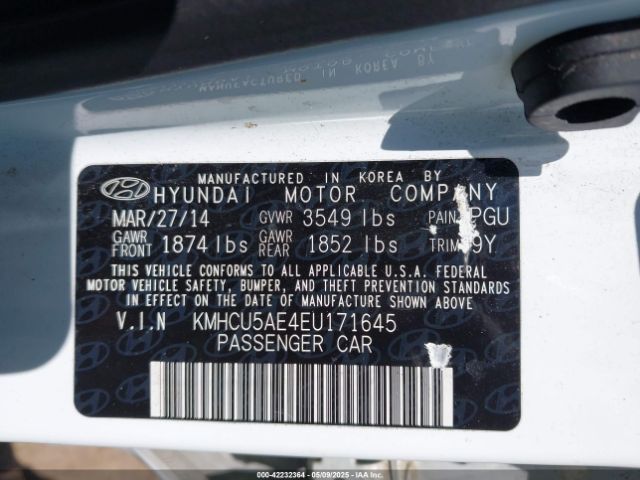 MANUFACTURED IN KOREA BY
HYUNDAI MOTOR COMPANY
MAR/27/14 GVWR 3549 lbs PAINT PGU
GAWR FRONT 1874 lbs GAWR REAR 1852 lbs TRIM 9Y
THIS VEHICLE CONFORMS TO ALL APPLICABLE U.S.A. FEDERAL
MOTOR VEHICLE SAFETY, BUMPER, AND THEFT PREVENTION STANDARDS
IN EFFECT ON THE DATE OF MANUFACTURE SHOWN ABOVE
V.I.N KMHCU5AE4EU171645
PASSENGER CAR
000-42232364 - 05/09/2025 - IAAI.COM